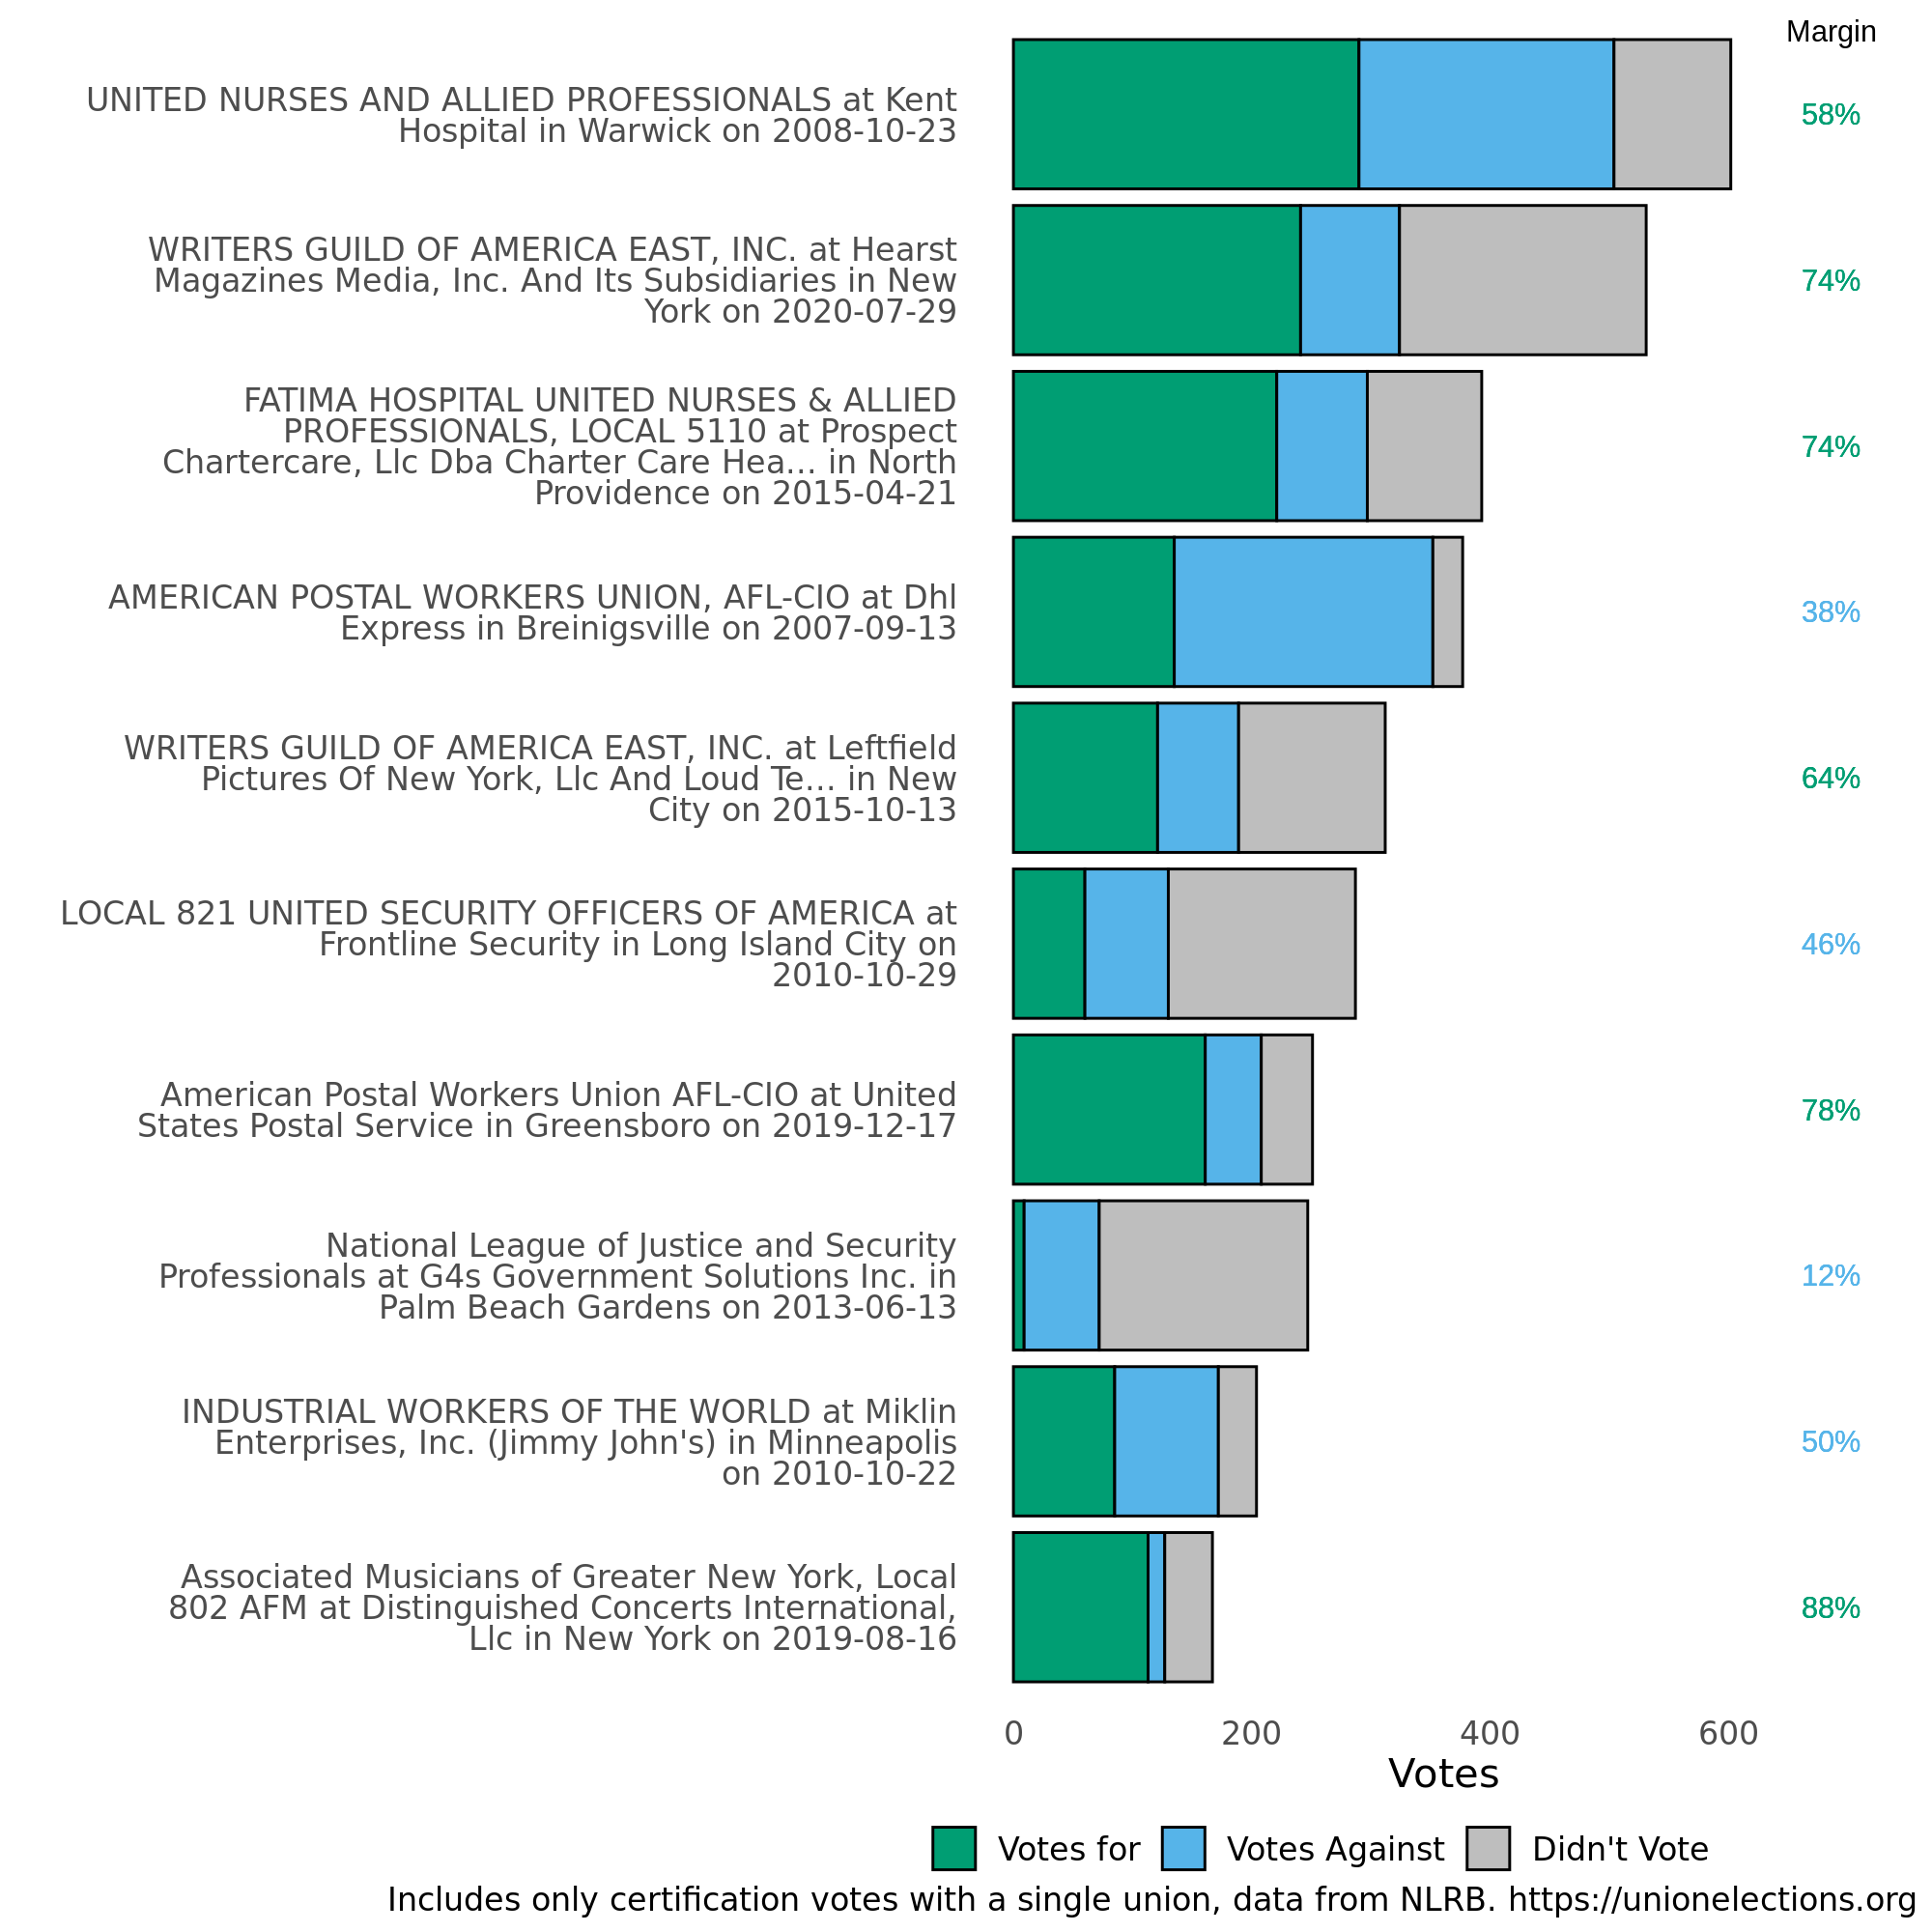 Margin
UNITED NURSES AND ALLIED PROFESSIONALS at Kent
Hospital in Warwick on 2008-10-23
58%
WRITERS GUILD OF AMERICA EAST, INC. at Hearst
Magazines Media, Inc. And Its Subsidiaries in New
York on 2020-07-29
74%
FATIMA HOSPITAL UNITED NURSES & ALLIED
PROFESSIONALS, LOCAL 5110 at Prospect
Chartercare, Llc Dba Charter Care Hea... in North
Providence on 2015-04-21
74%
AMERICAN POSTAL WORKERS UNION, AFL-CIO at Dhl
Express in Breinigsville on 2007-09-13
38%
WRITERS GUILD OF AMERICA EAST, INC. at Leftfield
Pictures Of New York, Llc And Loud Te... in New
City on 2015-10-13
64%
LOCAL 821 UNITED SECURITY OFFICERS OF AMERICA at
Frontline Security in Long Island City on
2010-10-29
46%
American Postal Workers Union AFL-CIO at United
States Postal Service in Greensboro on 2019-12-17
78%
National League of Justice and Security
Professionals at G4s Government Solutions Inc. in
Palm Beach Gardens on 2013-06-13
12%
INDUSTRIAL WORKERS OF THE WORLD at Miklin
Enterprises, Inc. (Jimmy John's) in Minneapolis
on 2010-10-22
50%
Associated Musicians of Greater New York, Local
802 AFM at Distinguished Concerts International,
Llc in New York on 2019-08-16
88%
0 200 400 600
Votes
Votes for Votes Against Didn't Vote
Includes only certification votes with a single union, data from NLRB. https://unionelections.org